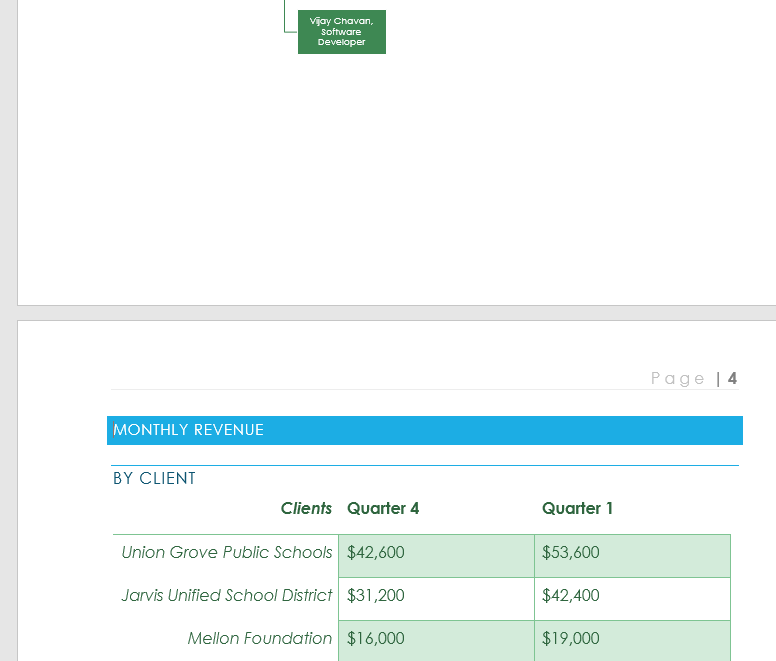 Vijay Chavan,
Software
Developer
Page | 4
MONTHLY REVENUE
BY CLIENT
Clients Quarter 4 Quarter 1
Union Grove Public Schools $42,600 $53,600
Jarvis Unified School District $31,200 $42,400
Mellon Foundation $16,000 $19,000